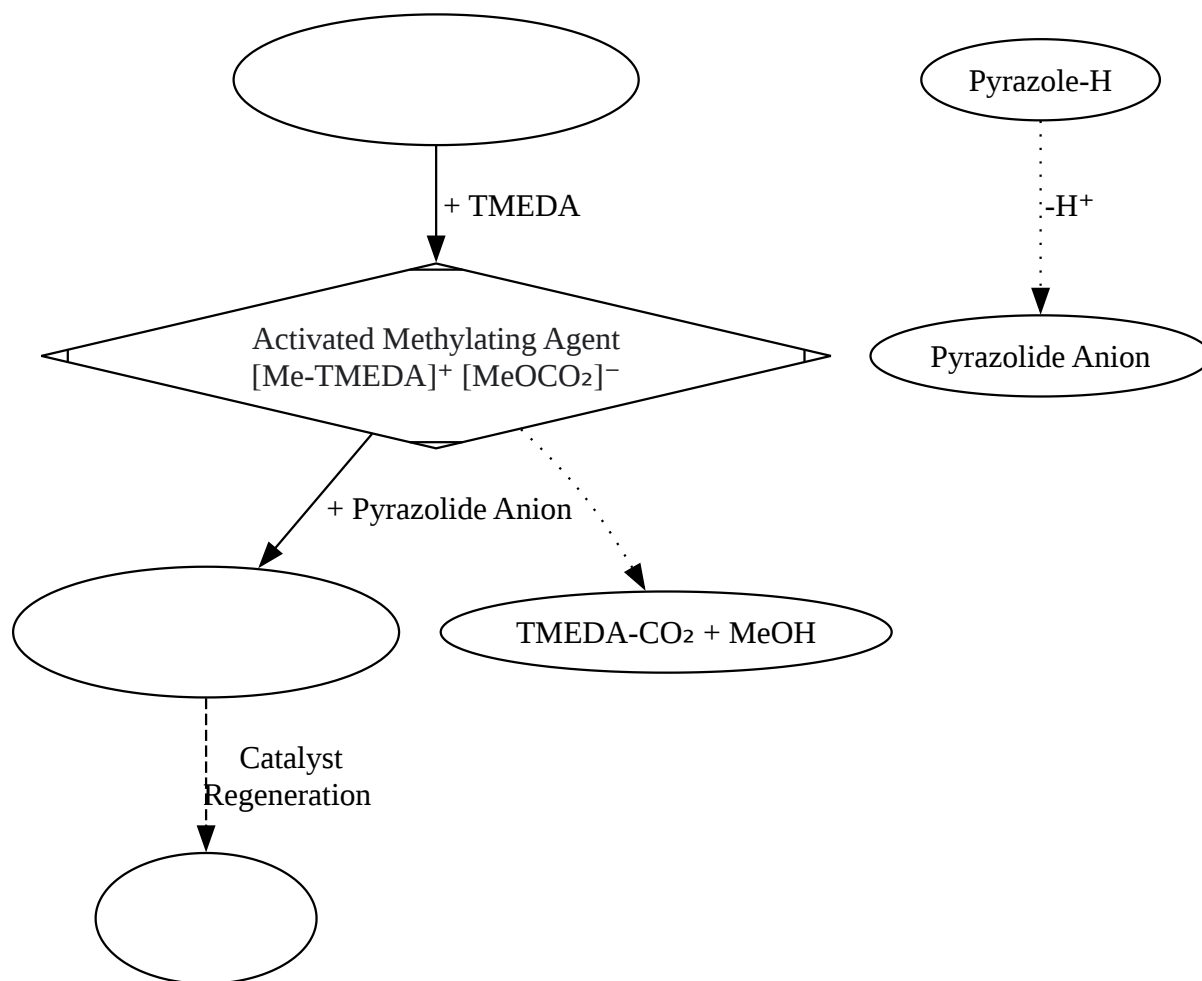 Pyrazole-H
+ TMEDA
-H⁺
Activated Methylating Agent
[Me-TMEDA]⁺ [MeOCO₂]⁻
Pyrazolide Anion
+ Pyrazolide Anion
TMEDA-CO₂ + MeOH
Catalyst
Regeneration